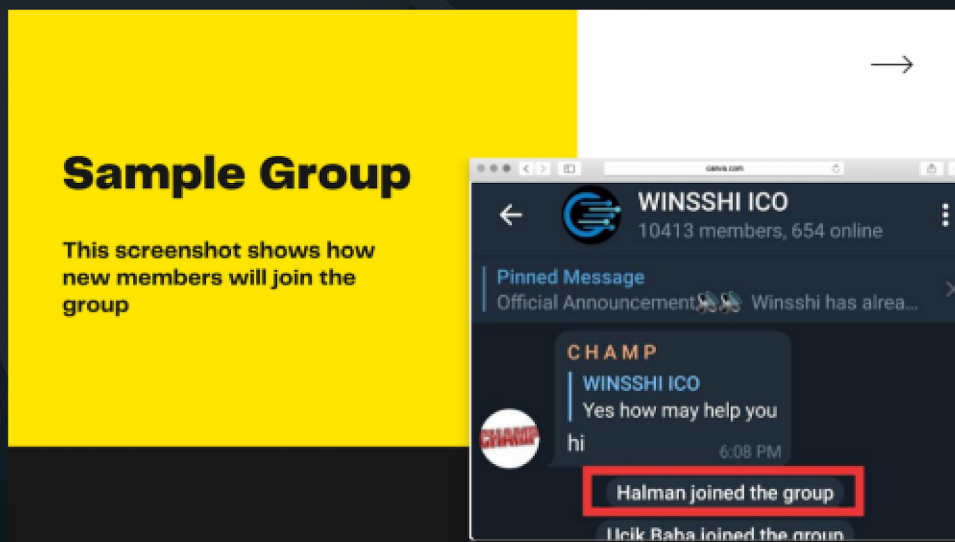 Sample Group
This screenshot shows how
new members will join the
group
canva.com
WINSSHI ICO
10413 members, 654 online
Pinned Message
Official Announcement🔊🔊 Winsshi has alrea...
CHAMP
WINSSHI ICO
Yes how may help you
CHAMP
hi
6:08 PM
Halman joined the group
Ucik Baba joined the group